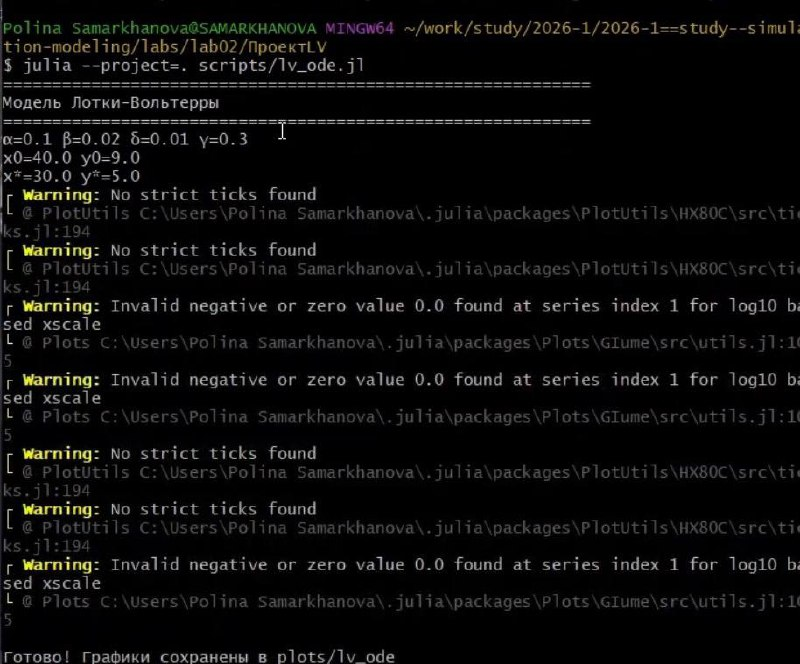 Polina Samarkhanova@SAMARKHANOVA MINGW64 ~/work/study/2026-1/2026-1==study--simula
tion-modeling/labs/lab02/ПроектLV
$ julia --project=. scripts/lv_ode.jl
============================================================
Модель Лотки-Вольтерры
============================================================
α=0.1 β=0.02 δ=0.01 γ=0.3
x0=40.0 y0=9.0
x*=30.0 y*=5.0
┌ Warning: No strict ticks found
└ @ PlotUtils C:\Users\Polina Samarkhanova\.julia\packages\PlotUtils\HX80C\src\tic
ks.jl:194
┌ Warning: No strict ticks found
└ @ PlotUtils C:\Users\Polina Samarkhanova\.julia\packages\PlotUtils\HX80C\src\tic
ks.jl:194
┌ Warning: Invalid negative or zero value 0.0 found at series index 1 for log10 ba
sed xscale
└ @ Plots C:\Users\Polina Samarkhanova\.julia\packages\Plots\GIume\src\utils.jl:10
5
┌ Warning: Invalid negative or zero value 0.0 found at series index 1 for log10 ba
sed xscale
└ @ Plots C:\Users\Polina Samarkhanova\.julia\packages\Plots\GIume\src\utils.jl:10
5
┌ Warning: No strict ticks found
└ @ PlotUtils C:\Users\Polina Samarkhanova\.julia\packages\PlotUtils\HX80C\src\tic
ks.jl:194
┌ Warning: No strict ticks found
└ @ PlotUtils C:\Users\Polina Samarkhanova\.julia\packages\PlotUtils\HX80C\src\tic
ks.jl:194
┌ Warning: Invalid negative or zero value 0.0 found at series index 1 for log10 ba
sed xscale
└ @ Plots C:\Users\Polina Samarkhanova\.julia\packages\Plots\GIume\src\utils.jl:10
5
Готово! Графики сохранены в plots/lv_ode